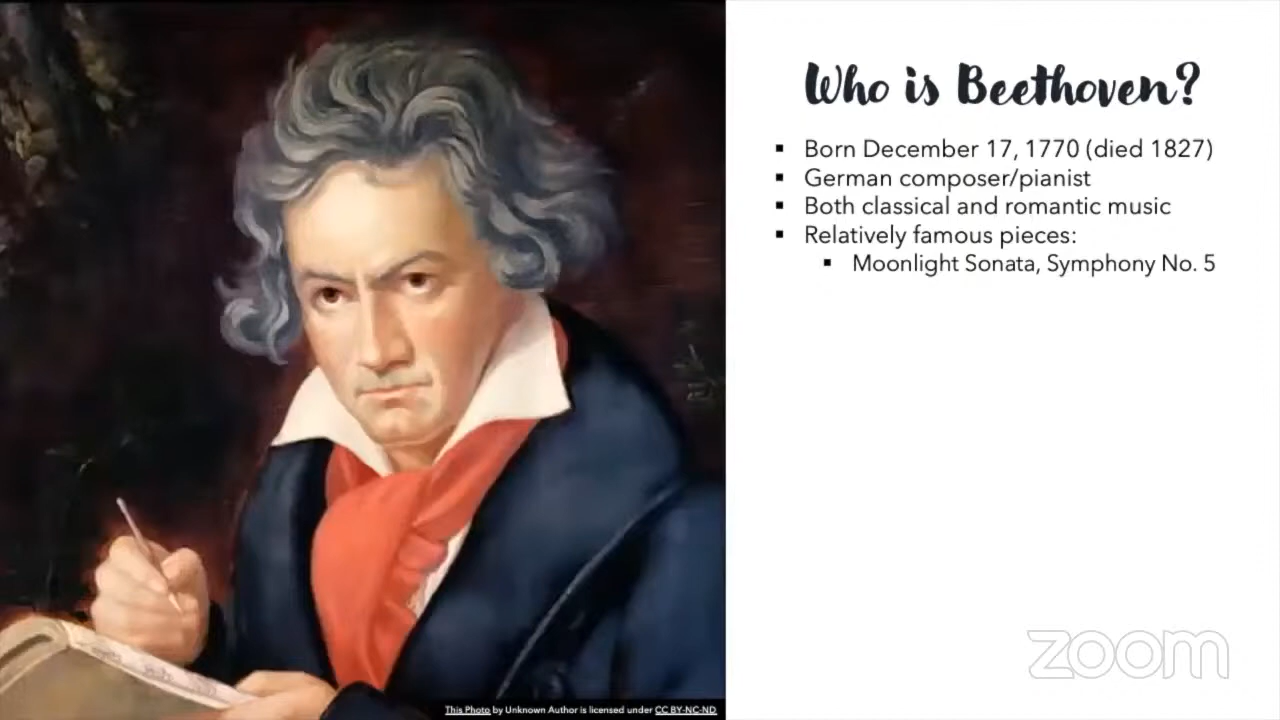 Who is Beethoven?
▪ Born December 17, 1770 (died 1827)
▪ German composer/pianist
▪ Both classical and romantic music
▪ Relatively famous pieces:
▪ Moonlight Sonata, Symphony No. 5
zoom
This Photo by Unknown Author is licensed under CC BY-NC-ND